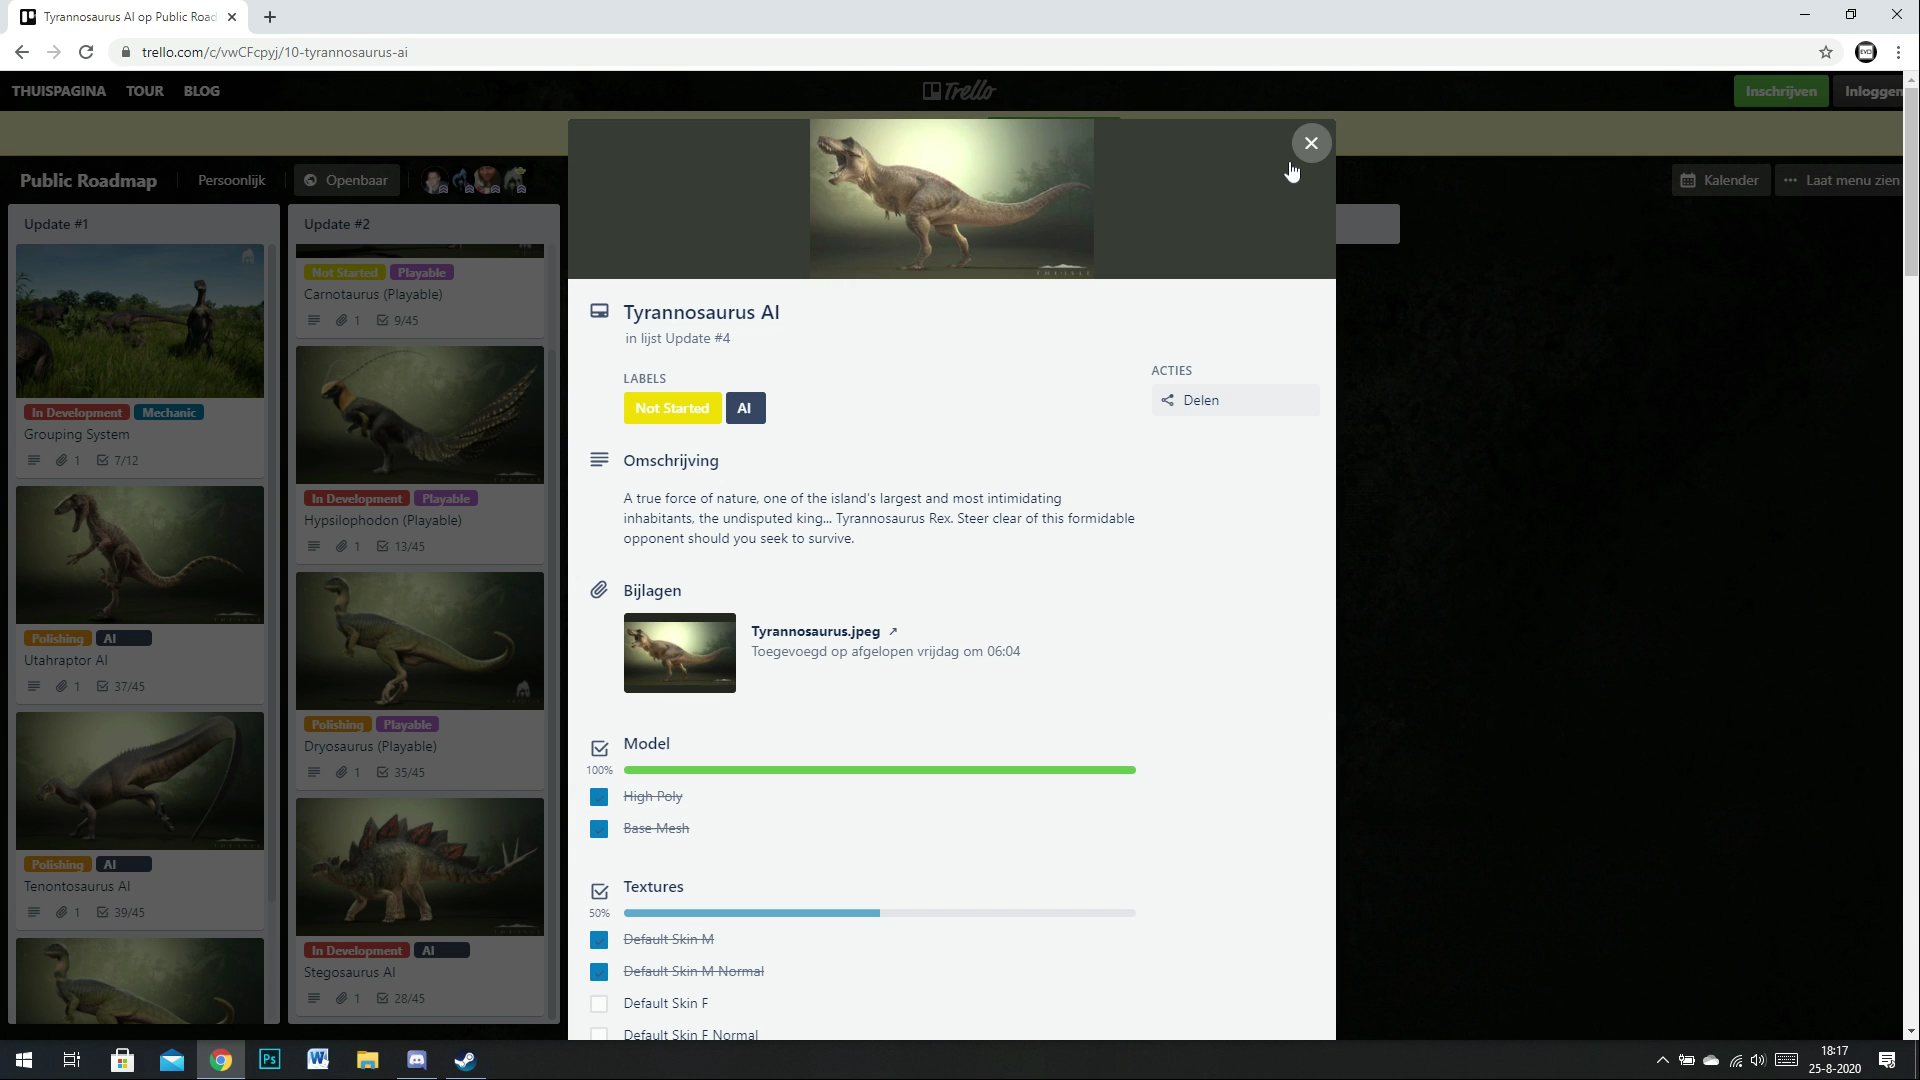 Tyrannosaurus AI op Public Road
trello.com/c/vwCFcpyj/10-tyrannosaurus-ai
THUISPAGINA TOUR BLOG
Trello
Inschrijven Inloggen
Public Roadmap Persoonlijk Openbaar
Kalender ··· Laat menu zien
Update #1
In Development Mechanic
Grouping System
1 7/12
Polishing AI
Utahraptor AI
1 37/45
Polishing AI
Tenontosaurus AI
1 39/45
Update #2
Not Started Playable
Carnotaurus (Playable)
1 9/45
In Development Playable
Hypsilophodon (Playable)
1 13/45
Polishing Playable
Dryosaurus (Playable)
1 35/45
In Development AI
Stegosaurus AI
1 28/45
THE ISLE
Tyrannosaurus AI
in lijst Update #4
LABELS
Not Started AI
ACTIES
Delen
Omschrijving
A true force of nature, one of the island's largest and most intimidating
inhabitants, the undisputed king... Tyrannosaurus Rex. Steer clear of this formidable
opponent should you seek to survive.
Bijlagen
Tyrannosaurus.jpeg ↗
Toegevoegd op afgelopen vrijdag om 06:04
Model
100%
High Poly
Base Mesh
Textures
50%
Default Skin M
Default Skin M Normal
Default Skin F
Default Skin F Normal
Ps
W
18:17
25-8-2020